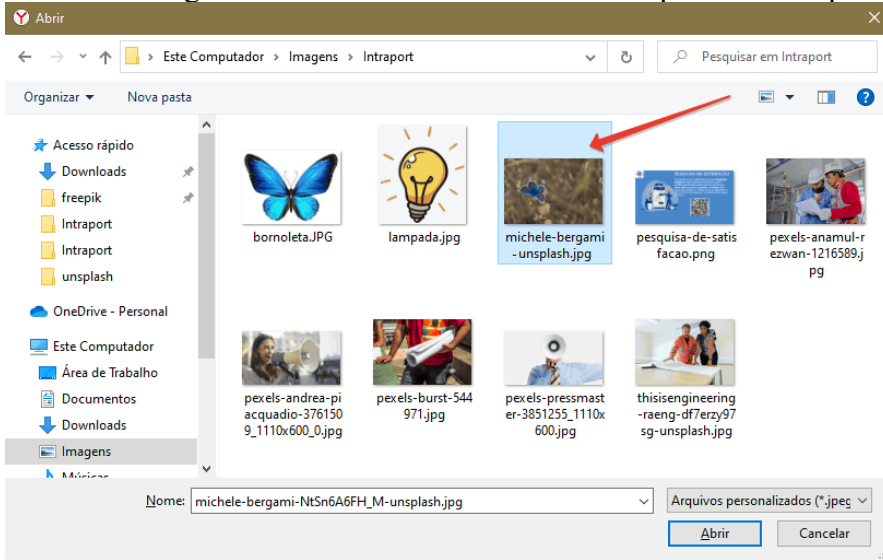 Abrir
Este Computador > Imagens > Intraport
Pesquisar em Intraport
Organizar
Nova pasta
Acesso rápido
Downloads
freepik
Intraport
Intraport
unsplash
OneDrive - Personal
Este Computador
Área de Trabalho
Documentos
Downloads
Imagens
Músicas
bornoleta.JPG
lampada.jpg
michele-bergami
-unsplash.jpg
pesquisa-de-satis
facao.png
pexels-anamul-r
ezwan-1216589.j
pg
pexels-andrea-pi
acquadio-376150
9_1110x600_0.jpg
pexels-burst-544
971.jpg
pexels-pressmast
er-3851255_1110x
600.jpg
thisisengineering
-raeng-df7erzy97
sg-unsplash.jpg
Nome:
michele-bergami-NtSn6A6FH_M-unsplash.jpg
Arquivos personalizados (*.jpeg
Abrir
Cancelar